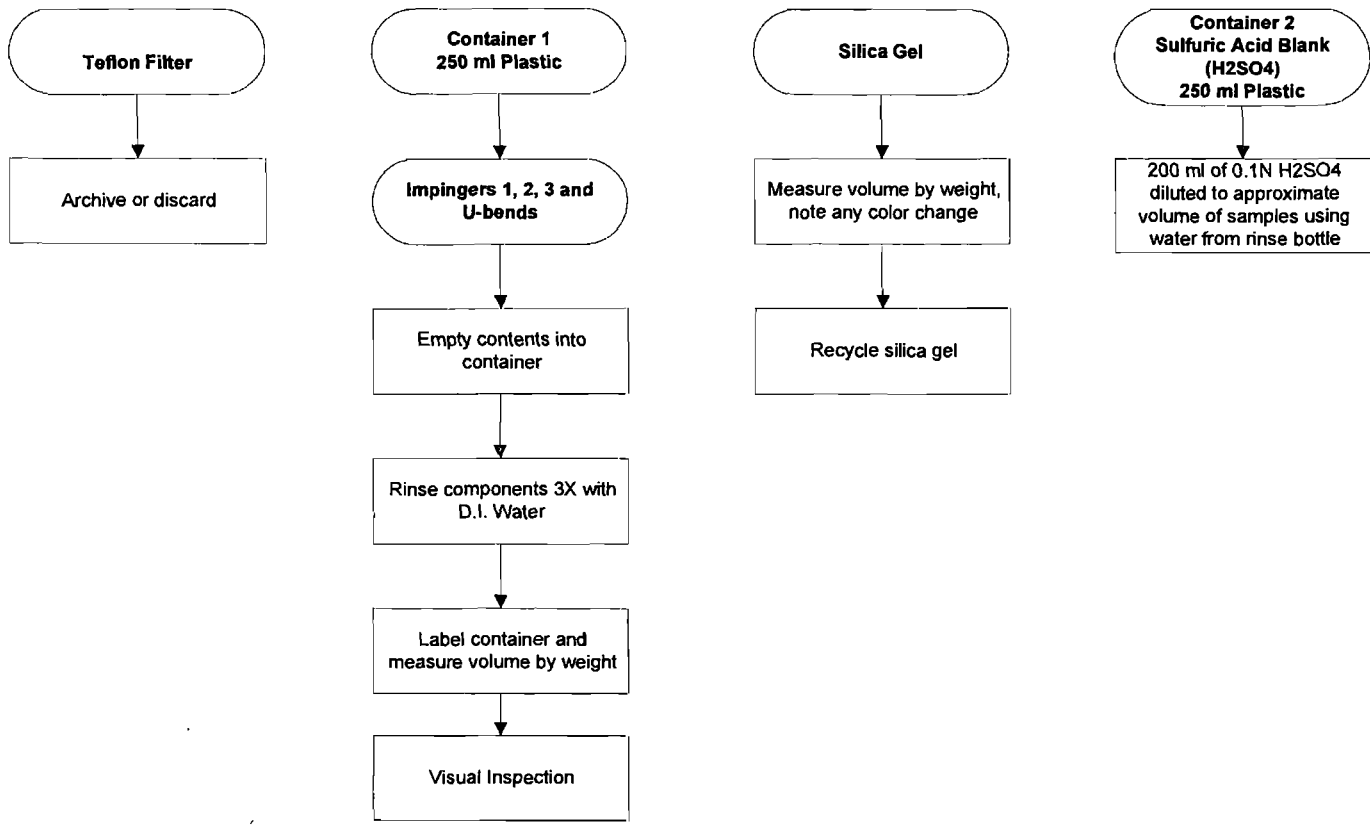 Teflon Filter
Archive or discard
Container 1
250 ml Plastic
Impingers 1, 2, 3 and
U-bends
Empty contents into
container
Rinse components 3X with
D.I. Water
Label container and
measure volume by weight
Visual Inspection
Silica Gel
Measure volume by weight,
note any color change
Recycle silica gel
Container 2
Sulfuric Acid Blank
(H2SO4)
250 ml Plastic
200 ml of 0.1N H2SO4
diluted to approximate
volume of samples using
water from rinse bottle